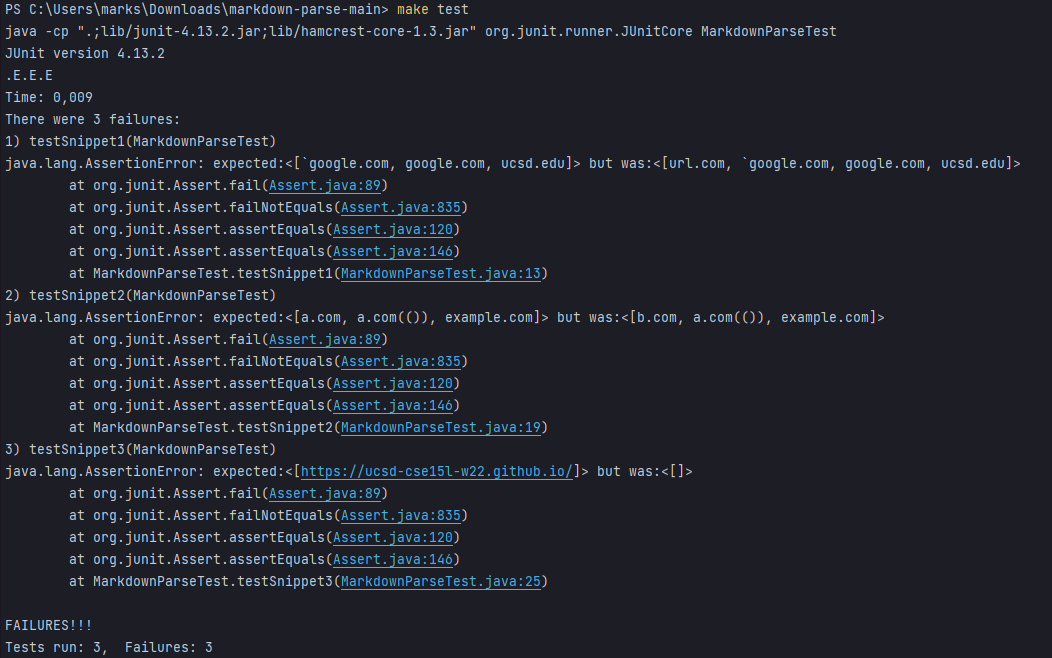 PS C:\Users\marks\Downloads\markdown-parse-main> make test
java -cp ".;lib/junit-4.13.2.jar;lib/hamcrest-core-1.3.jar" org.junit.runner.JUnitCore MarkdownParseTest
JUnit version 4.13.2
.E.E.E
Time: 0,009
There were 3 failures:
1) testSnippet1(MarkdownParseTest)
java.lang.AssertionError: expected:<[`google.com, google.com, ucsd.edu]> but was:<[url.com, `google.com, google.com, ucsd.edu]>
        at org.junit.Assert.fail(Assert.java:89)
        at org.junit.Assert.failNotEquals(Assert.java:835)
        at org.junit.Assert.assertEquals(Assert.java:120)
        at org.junit.Assert.assertEquals(Assert.java:146)
        at MarkdownParseTest.testSnippet1(MarkdownParseTest.java:13)
2) testSnippet2(MarkdownParseTest)
java.lang.AssertionError: expected:<[a.com, a.com(()), example.com]> but was:<[b.com, a.com(()), example.com]>
        at org.junit.Assert.fail(Assert.java:89)
        at org.junit.Assert.failNotEquals(Assert.java:835)
        at org.junit.Assert.assertEquals(Assert.java:120)
        at org.junit.Assert.assertEquals(Assert.java:146)
        at MarkdownParseTest.testSnippet2(MarkdownParseTest.java:19)
3) testSnippet3(MarkdownParseTest)
java.lang.AssertionError: expected:<[https://ucsd-cse15l-w22.github.io/]> but was:<[]>
        at org.junit.Assert.fail(Assert.java:89)
        at org.junit.Assert.failNotEquals(Assert.java:835)
        at org.junit.Assert.assertEquals(Assert.java:120)
        at org.junit.Assert.assertEquals(Assert.java:146)
        at MarkdownParseTest.testSnippet3(MarkdownParseTest.java:25)

FAILURES!!!
Tests run: 3,  Failures: 3